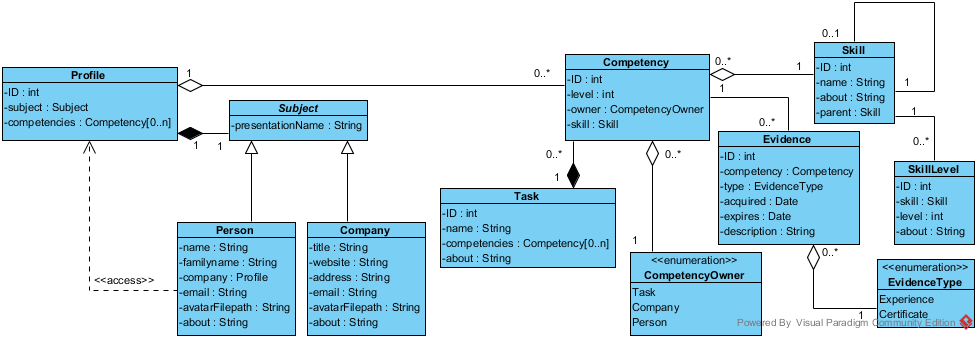 Profile
-ID : int
-subject : Subject
-competencies : Competency[0..n]
1
0..*
1
1
Subject
-presentationName : String
Competency
-ID : int
-level : int
-owner : CompetencyOwner
-skill : Skill
0..*
1
1
0..*
0..*
1
0..*
1
Skill
-ID : int
-name : String
-about : String
-parent : Skill
0..1
1
1
0..*
Evidence
-ID : int
-competency : Competency
-type : EvidenceType
-acquired : Date
-expires : Date
-description : String
SkillLevel
-ID : int
-skill : Skill
-level : int
-about : String
Task
-ID : int
-name : String
-competencies : Competency[0..n]
-about : String
Person
-name : String
-familyname : String
-company : Profile
-email : String
-avatarFilepath : String
-about : String
<<access>>
Company
-title : String
-website : String
-address : String
-email : String
-avatarFilepath : String
-about : String
<<enumeration>>
CompetencyOwner
Task
Company
Person
0..*
1
<<enumeration>>
EvidenceType
Experience
Certificate
Powered By Visual Paradigm Community Edition